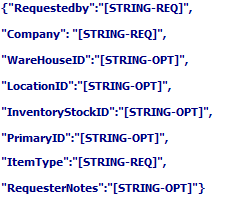 {"Requestedby":"[STRING-REQ]",
"Company": "[STRING-REQ]",
"WareHouseID":"[STRING-OPT]",
"LocationID":"[STRING-OPT]",
"InventoryStockID":"[STRING-OPT]",
"PrimaryID":"[STRING-OPT]",
"ItemType":"[STRING-REQ]",
"RequesterNotes":"[STRING-OPT]"}